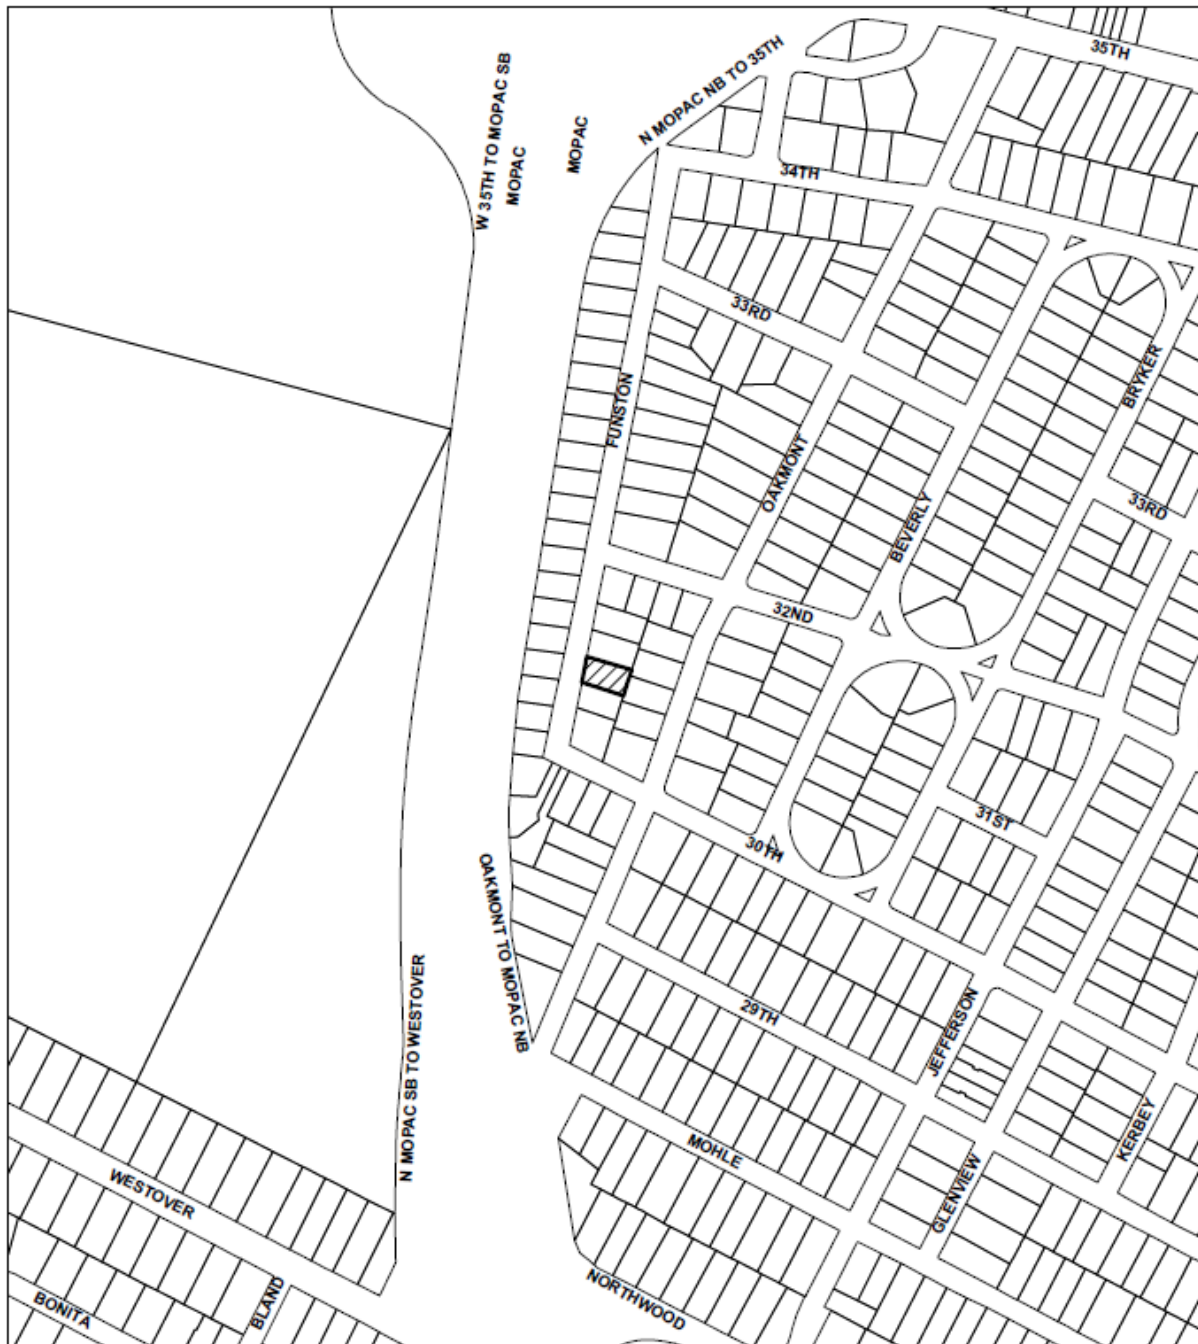 35TH
N MOPAC NB TO 35TH
W 35TH TO MOPAC SB
MOPAC
MOPAC
34TH
33RD
BRYKER
FUNSTON
OAKMONT
BEVERLY
33RD
32ND
31ST
30TH
OAKMONT TO MOPAC NB
N MOPAC SB TO WESTOVER
29TH
JEFFERSON
KERBEY
MOHLE
GLENVIEW
WESTOVER
NORTHWOOD
BLAND
BONITA